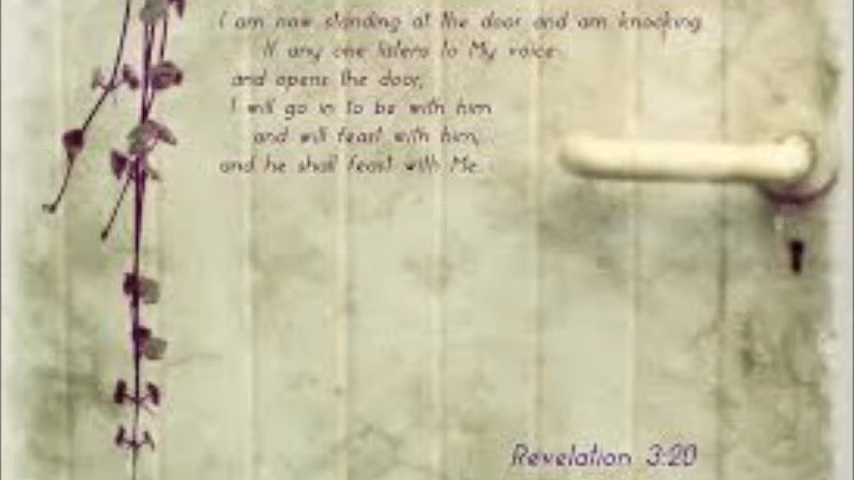 I am now standing at the door and am knocking.
If any one listens to My voice
and opens the door,
I will go in to be with him
and will feast with him,
and he shall feast with Me.
Revelation 3:20